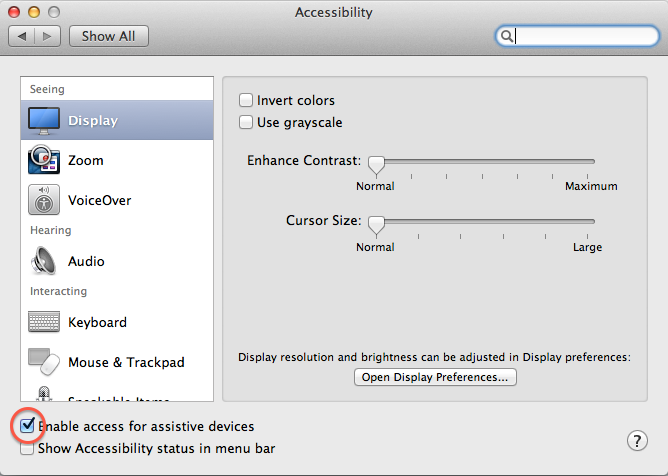 Accessibility
Show All
Seeing
Display
Zoom
VoiceOver
Hearing
Audio
Interacting
Keyboard
Mouse & Trackpad
Speakable Items
Invert colors
Use grayscale
Enhance Contrast:
Normal Maximum
Cursor Size:
Normal Large
Display resolution and brightness can be adjusted in Display preferences:
Open Display Preferences...
Enable access for assistive devices
Show Accessibility status in menu bar
?